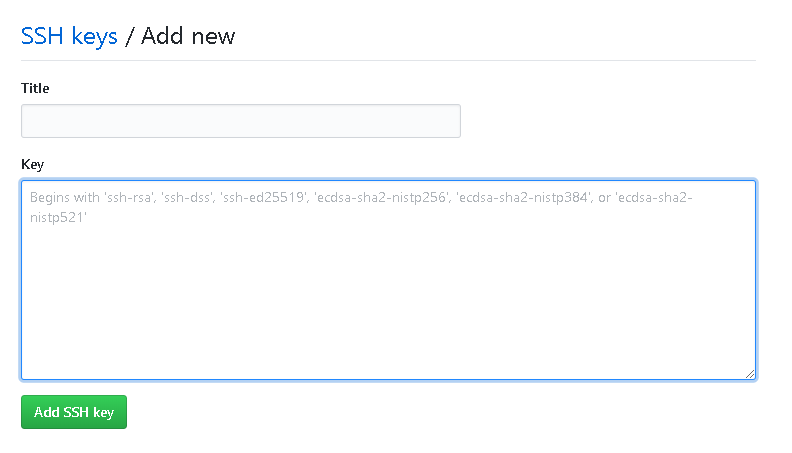 SSH keys / Add new
Title
Key
Begins with 'ssh-rsa', 'ssh-dss', 'ssh-ed25519', 'ecdsa-sha2-nistp256', 'ecdsa-sha2-nistp384', or 'ecdsa-sha2-
nistp521'
Add SSH key